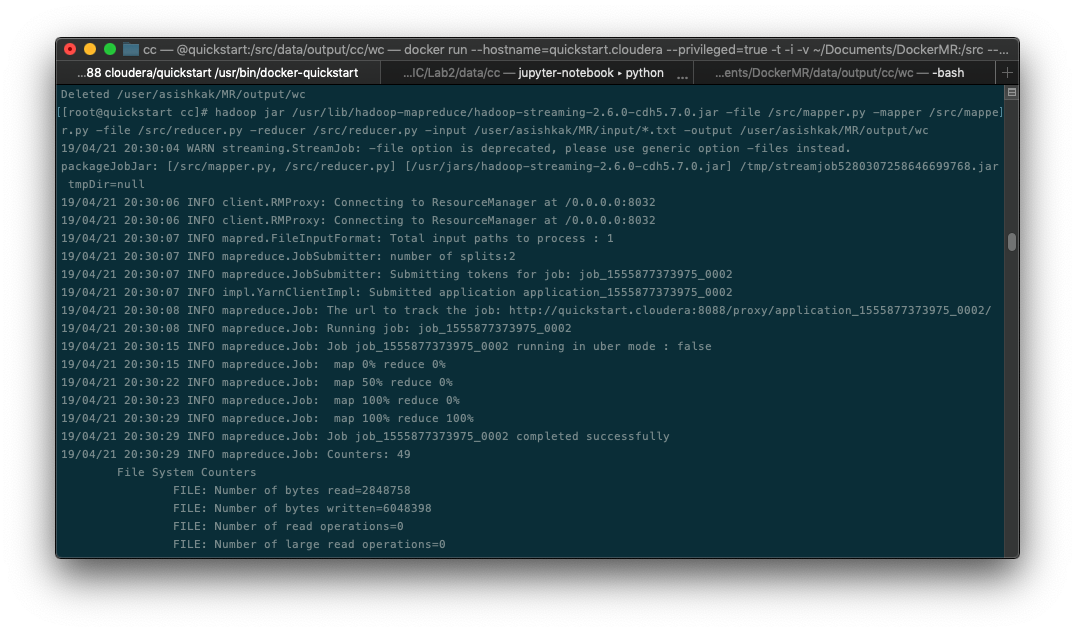 cc — @quickstart:/src/data/output/cc/wc — docker run --hostname=quickstart.cloudera --privileged=true -t -i -v ~/Documents/DockerMR:/src --...
...88 cloudera/quickstart /usr/bin/docker-quickstart
...IC/Lab2/data/cc — jupyter-notebook ▸ python ...
...ents/DockerMR/data/output/cc/wc — -bash
+
Deleted /user/asishkak/MR/output/wc
[[root@quickstart cc]# hadoop jar /usr/lib/hadoop-mapreduce/hadoop-streaming-2.6.0-cdh5.7.0.jar -file /src/mapper.py -mapper /src/mappe]
r.py -file /src/reducer.py -reducer /src/reducer.py -input /user/asishkak/MR/input/*.txt -output /user/asishkak/MR/output/wc
19/04/21 20:30:04 WARN streaming.StreamJob: -file option is deprecated, please use generic option -files instead.
packageJobJar: [/src/mapper.py, /src/reducer.py] [/usr/jars/hadoop-streaming-2.6.0-cdh5.7.0.jar] /tmp/streamjob5280307258646699768.jar
tmpDir=null
19/04/21 20:30:06 INFO client.RMProxy: Connecting to ResourceManager at /0.0.0.0:8032
19/04/21 20:30:06 INFO client.RMProxy: Connecting to ResourceManager at /0.0.0.0:8032
19/04/21 20:30:07 INFO mapred.FileInputFormat: Total input paths to process : 1
19/04/21 20:30:07 INFO mapreduce.JobSubmitter: number of splits:2
19/04/21 20:30:07 INFO mapreduce.JobSubmitter: Submitting tokens for job: job_1555877373975_0002
19/04/21 20:30:07 INFO impl.YarnClientImpl: Submitted application application_1555877373975_0002
19/04/21 20:30:08 INFO mapreduce.Job: The url to track the job: http://quickstart.cloudera:8088/proxy/application_1555877373975_0002/
19/04/21 20:30:08 INFO mapreduce.Job: Running job: job_1555877373975_0002
19/04/21 20:30:15 INFO mapreduce.Job: Job job_1555877373975_0002 running in uber mode : false
19/04/21 20:30:15 INFO mapreduce.Job:  map 0% reduce 0%
19/04/21 20:30:22 INFO mapreduce.Job:  map 50% reduce 0%
19/04/21 20:30:23 INFO mapreduce.Job:  map 100% reduce 0%
19/04/21 20:30:29 INFO mapreduce.Job:  map 100% reduce 100%
19/04/21 20:30:29 INFO mapreduce.Job: Job job_1555877373975_0002 completed successfully
19/04/21 20:30:29 INFO mapreduce.Job: Counters: 49
File System Counters
FILE: Number of bytes read=2848758
FILE: Number of bytes written=6048398
FILE: Number of read operations=0
FILE: Number of large read operations=0